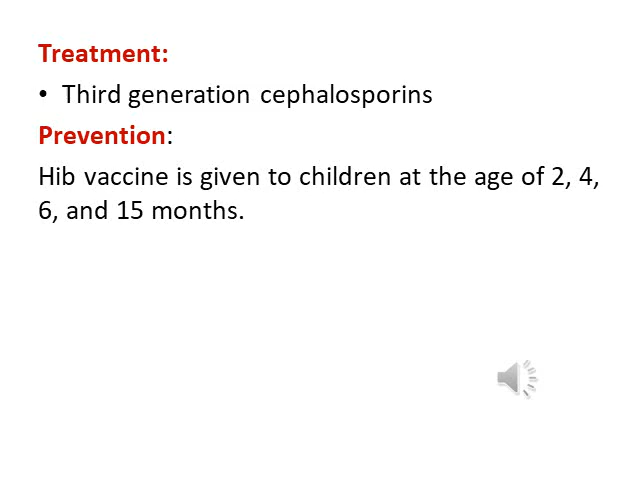 Treatment:
• Third generation cephalosporins
Prevention:
Hib vaccine is given to children at the age of 2, 4,
6, and 15 months.